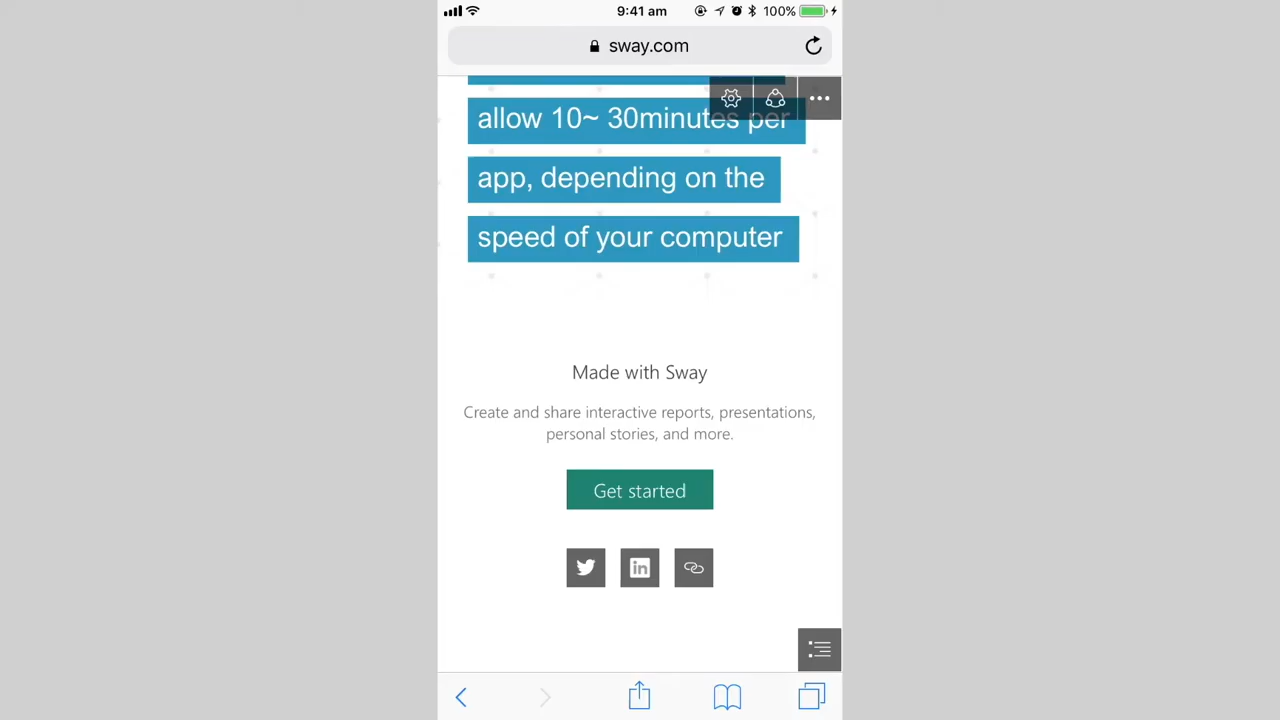 9:41 am
100%
sway.com
allow 10~ 30minutes per
app, depending on the
speed of your computer
Made with Sway
Create and share interactive reports, presentations,
personal stories, and more.
Get started
in